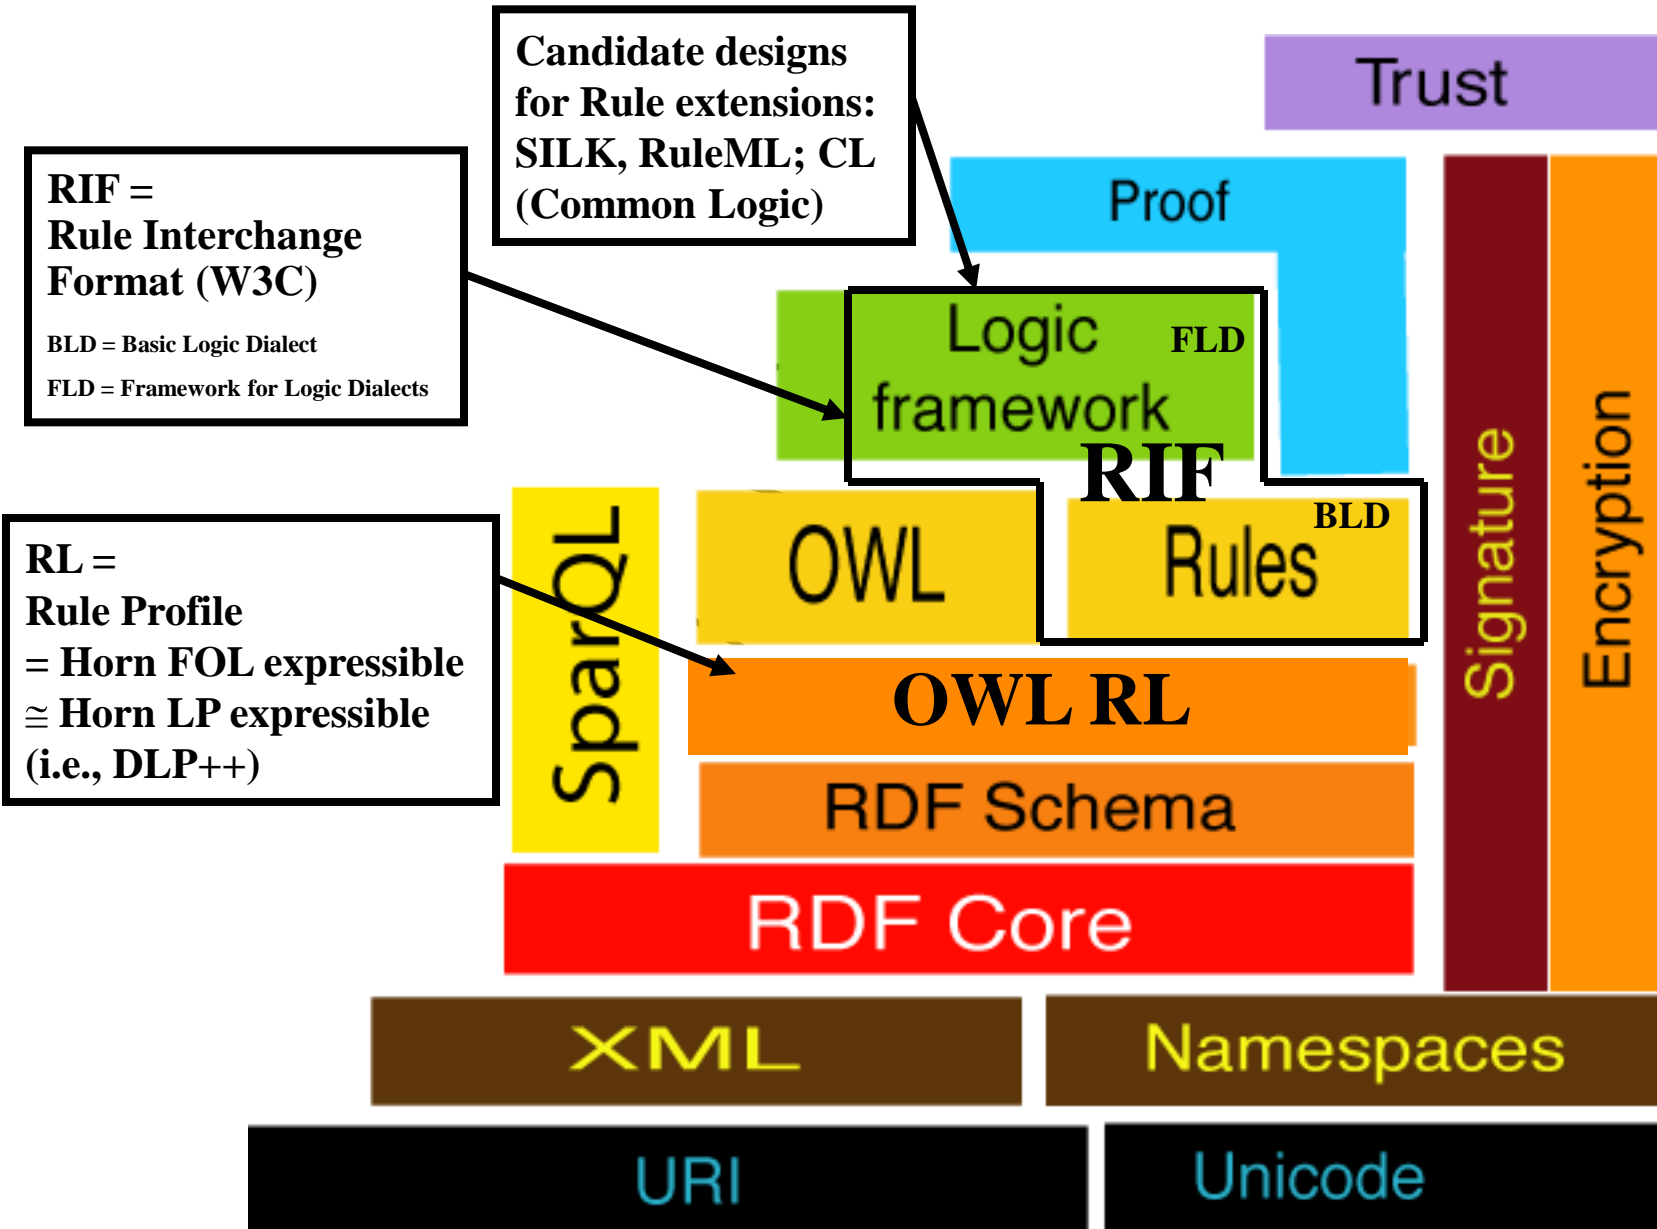 Candidate designs
for Rule extensions:
SILK, RuleML; CL
(Common Logic)
Trust
RIF =
Rule Interchange
Format (W3C)
BLD = Basic Logic Dialect
FLD = Framework for Logic Dialects
Proof
Logic
framework
FLD
RIF
BLD
OWL
Rules
SparQL
Signature
Encryption
RL =
Rule Profile
= Horn FOL expressible
≅ Horn LP expressible
(i.e., DLP++)
OWL RL
RDF Schema
RDF Core
XML
Namespaces
URI
Unicode